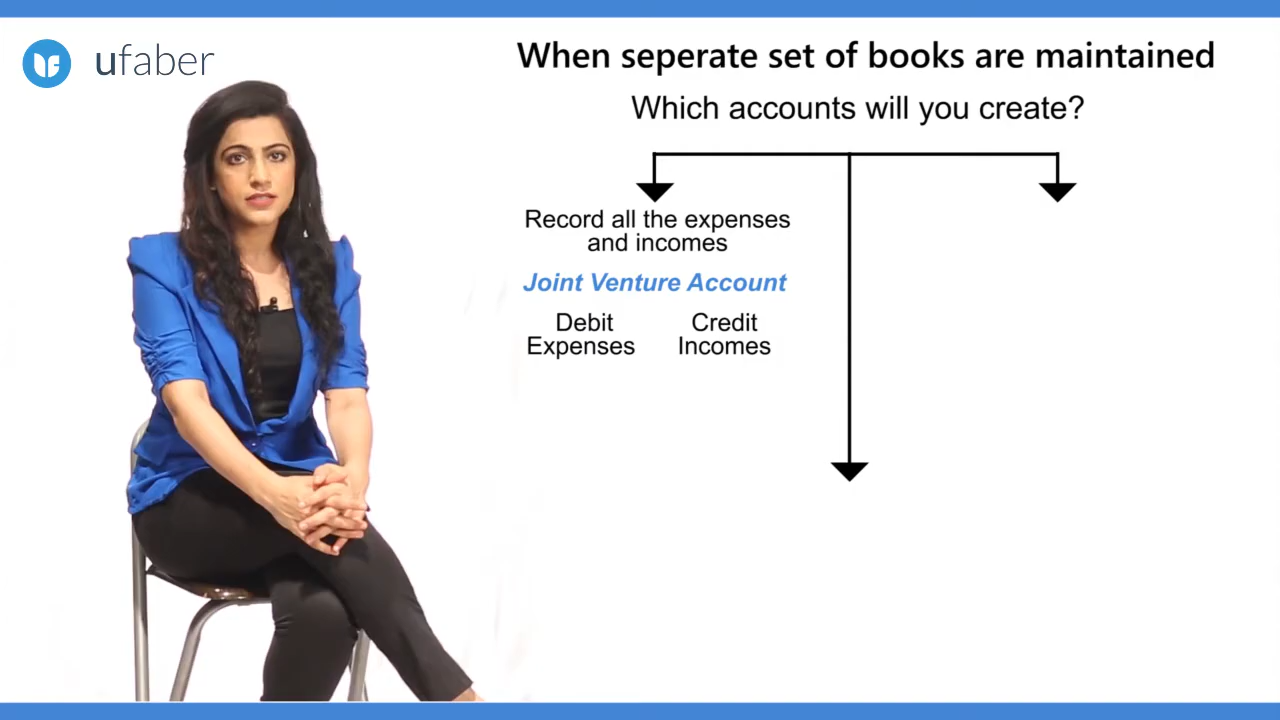 ufaber
When seperate set of books are maintained
Which accounts will you create?
Record all the expenses
and incomes
Joint Venture Account
Debit
Expenses
Credit
Incomes